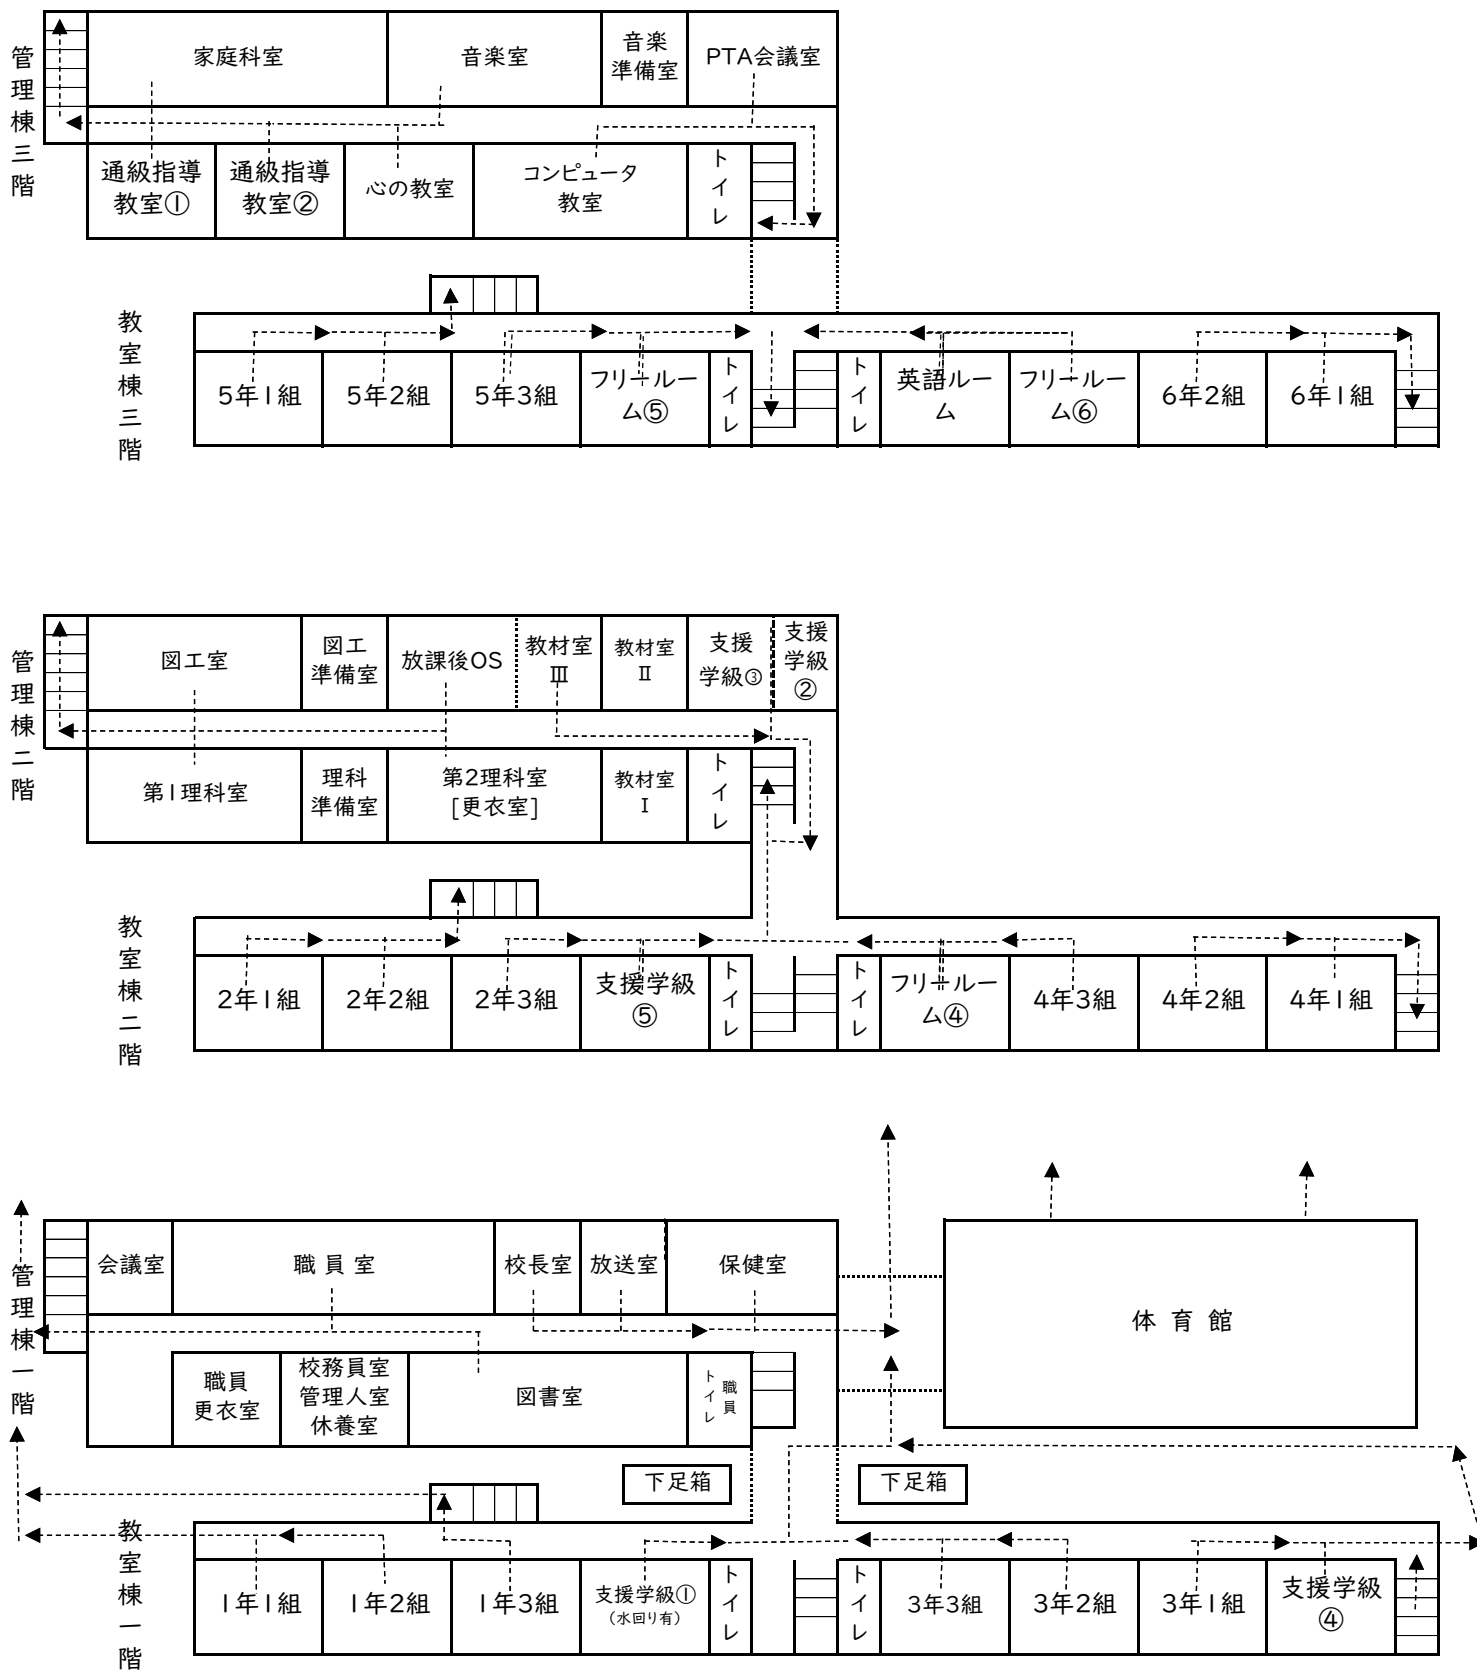 管理棟三階
家庭科室
音楽室
音楽
準備室
PTA会議室
通級指導
教室①
通級指導
教室②
心の教室
コンピュータ
教室
トイレ
教室棟三階
5年1組
5年2組
5年3組
フリールー
ム⑤
トイレ
トイレ
英語ルー
ム
フリールー
ム⑥
6年2組
6年1組
管理棟二階
図工室
図工
準備室
放課後OS
教材室
Ⅲ
教材室
Ⅱ
支援
学級③
支援
学級
②
第1理科室
理科
準備室
第2理科室
[更衣室]
教材室
Ⅰ
トイレ
教室棟二階
2年1組
2年2組
2年3組
支援学級
⑤
トイレ
トイレ
フリールー
ム④
4年3組
4年2組
4年1組
管理棟一階
会議室
職員室
校長室
放送室
保健室
体育館
職員
更衣室
校務員室
管理人室
休養室
図書室
職員
トイレ
下足箱
下足箱
教室棟一階
1年1組
1年2組
1年3組
支援学級①
(水回り有)
トイレ
トイレ
3年3組
3年2組
3年1組
支援学級
④